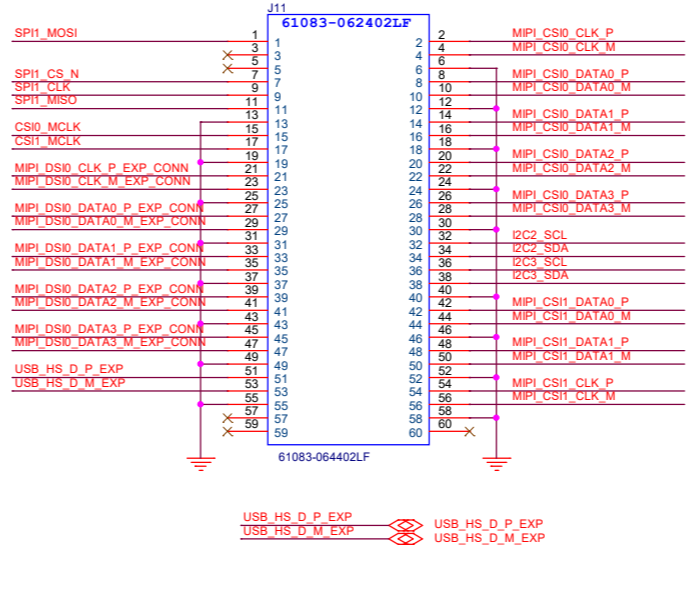 J11
61083-062402LF
SPI1_MOSI 1 1 2 2 MIPI_CSI0_CLK_P
3 3 4 4 MIPI_CSI0_CLK_M
5 5 6 6
SPI1_CS_N 7 7 8 8 MIPI_CSI0_DATA0_P
SPI1_CLK 9 9 10 10 MIPI_CSI0_DATA0_M
SPI1_MISO 11 11 12 12
13 13 14 14 MIPI_CSI0_DATA1_P
CSI0_MCLK 15 15 16 16 MIPI_CSI0_DATA1_M
CSI1_MCLK 17 17 18 18
19 19 20 20 MIPI_CSI0_DATA2_P
MIPI_DSI0_CLK_P_EXP_CONN 21 21 22 22 MIPI_CSI0_DATA2_M
MIPI_DSI0_CLK_M_EXP_CONN 23 23 24 24
25 25 26 26 MIPI_CSI0_DATA3_P
MIPI_DSI0_DATA0_P_EXP_CONN 27 27 28 28 MIPI_CSI0_DATA3_M
MIPI_DSI0_DATA0_M_EXP_CONN 29 29 30 30
31 31 32 32 I2C2_SCL
MIPI_DSI0_DATA1_P_EXP_CONN 33 33 34 34 I2C2_SDA
MIPI_DSI0_DATA1_M_EXP_CONN 35 35 36 36 I2C3_SCL
37 37 38 38 I2C3_SDA
MIPI_DSI0_DATA2_P_EXP_CONN 39 39 40 40
MIPI_DSI0_DATA2_M_EXP_CONN 41 41 42 42 MIPI_CSI1_DATA0_P
43 43 44 44 MIPI_CSI1_DATA0_M
MIPI_DSI0_DATA3_P_EXP_CONN 45 45 46 46
MIPI_DSI0_DATA3_M_EXP_CONN 47 47 48 48 MIPI_CSI1_DATA1_P
49 49 50 50 MIPI_CSI1_DATA1_M
USB_HS_D_P_EXP 51 51 52 52
USB_HS_D_M_EXP 53 53 54 54 MIPI_CSI1_CLK_P
55 55 56 56 MIPI_CSI1_CLK_M
57 57 58 58
59 59 60 60
61083-064402LF
USB_HS_D_P_EXP USB_HS_D_P_EXP
USB_HS_D_M_EXP USB_HS_D_M_EXP